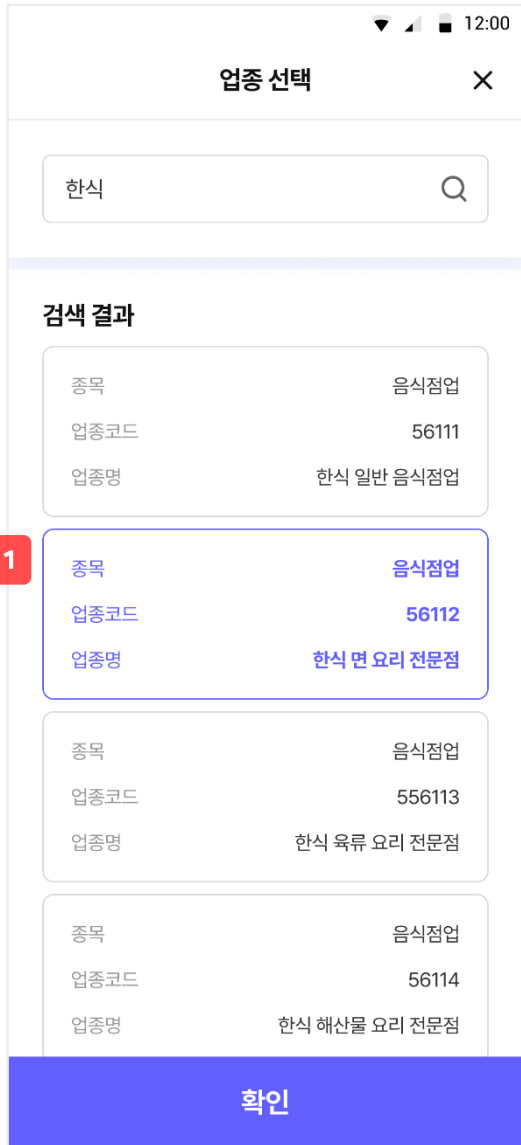 12:00
업종 선택
한식
검색 결과
종목 음식점업
업종코드 56111
업종명 한식 일반 음식점업
1
종목 음식점업
업종코드 56112
업종명 한식 면 요리 전문점
종목 음식점업
업종코드 556113
업종명 한식 육류 요리 전문점
종목 음식점업
업종코드 56114
업종명 한식 해산물 요리 전문점
확인